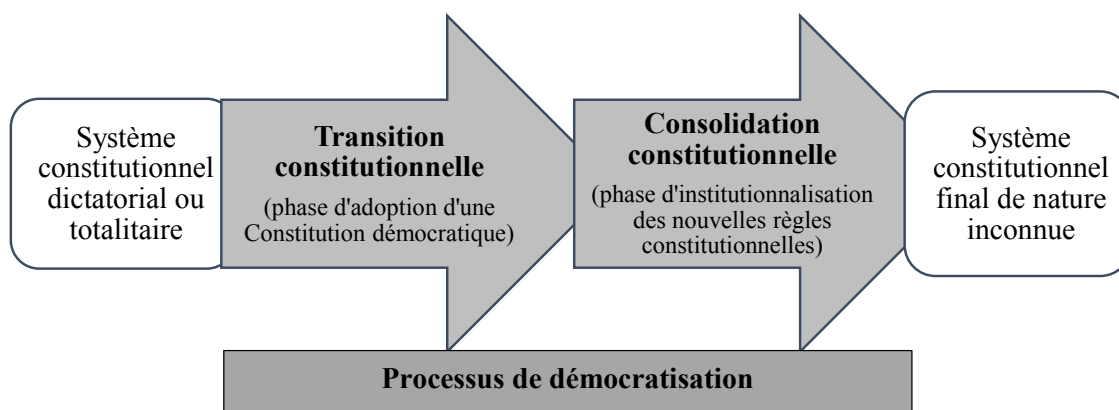 Système
constitutionnel
dictatorial ou
totalitaire
Transition
constitutionnelle
(phase d'adoption d'une
Constitution démocratique)
Consolidation
constitutionnelle
(phase d'institutionnalisation
des nouvelles règles
constitutionnelles)
Système
constitutionnel
final de nature
inconnue
Processus de démocratisation